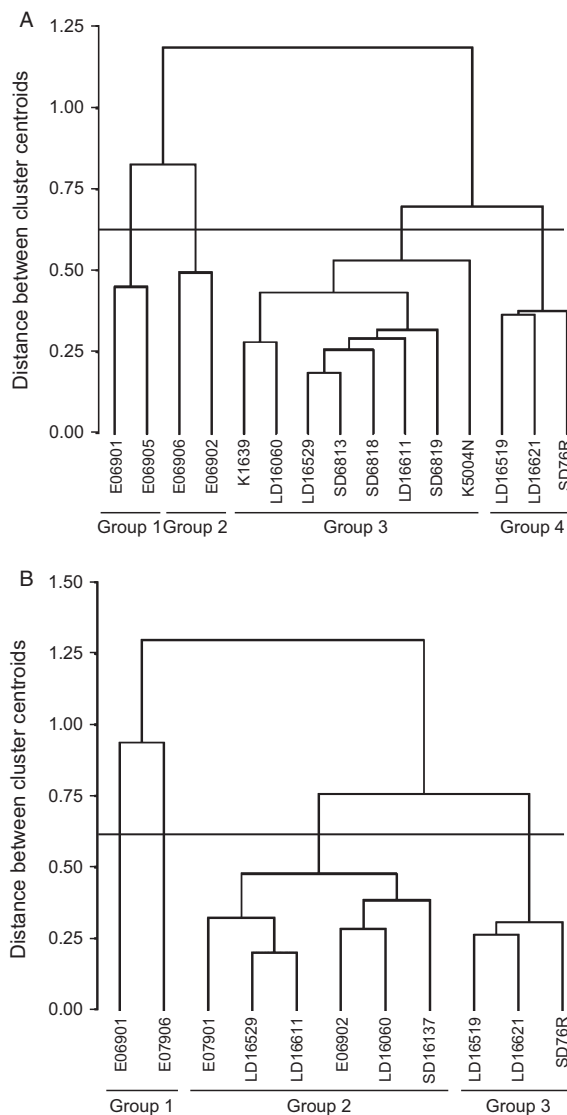 A
1.25
1.00
0.75
0.50
0.25
0.00
Distance between cluster centroids
E06901
E06905
E06906
E06902
K1639
LD16060
LD16529
SD6813
SD6818
LD16611
SD6819
K5004N
LD16519
LD16621
SD76R
Group 1 Group 2 Group 3 Group 4
B
1.50
1.25
1.00
0.75
0.50
0.25
0.00
Distance between cluster centroids
E06901
E07906
E07901
LD16529
LD16611
E06902
LD16060
SD16137
LD16519
LD16621
SD76R
Group 1 Group 2 Group 3